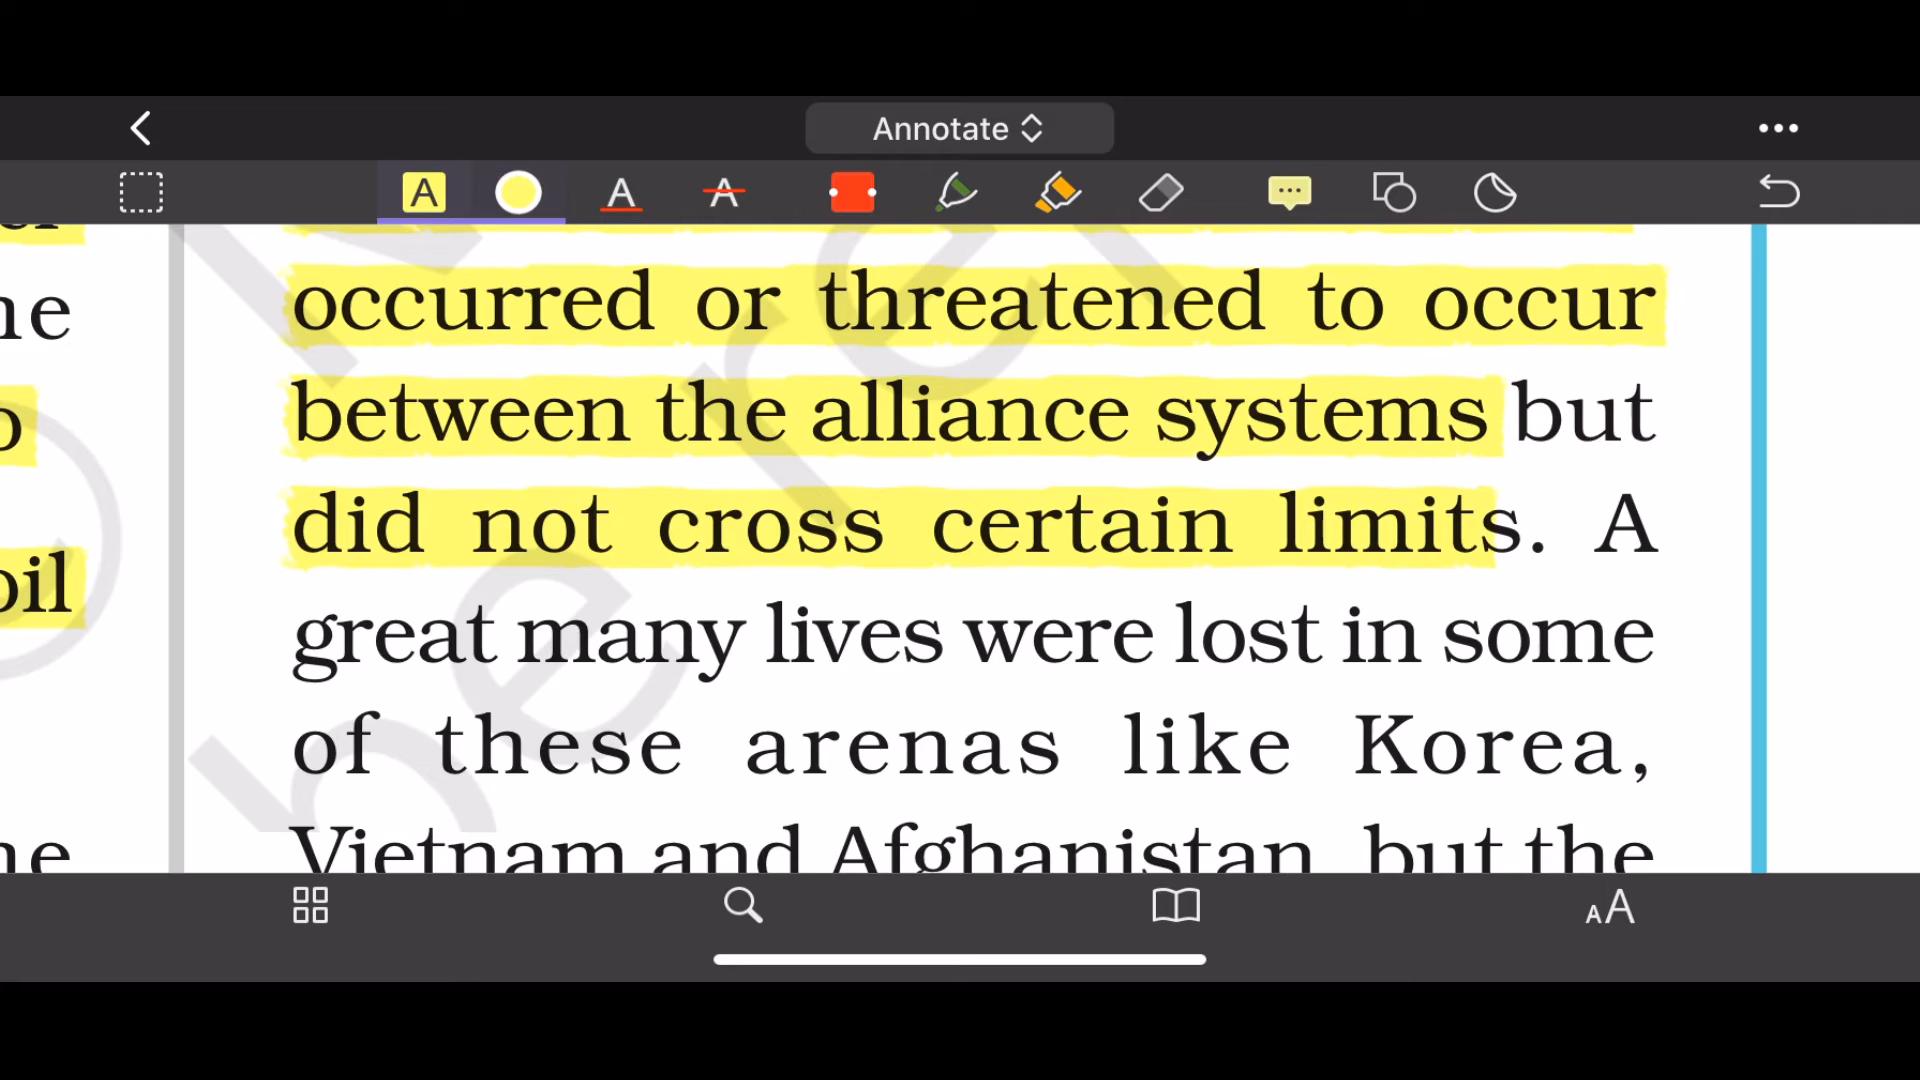 Annotate
occurred or threatened to occur
between the alliance systems but
did not cross certain limits. A
great many lives were lost in some
of these arenas like Korea,
Vietnam and Afghanistan, but the
oil